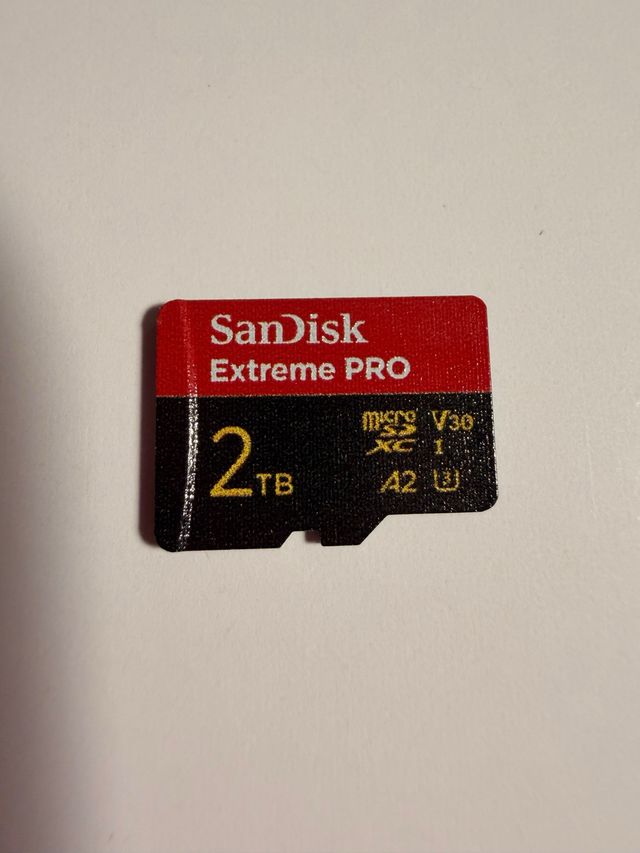 SanDisk
Extreme PRO
2TB
micro SD XC
V30
I
A2
3